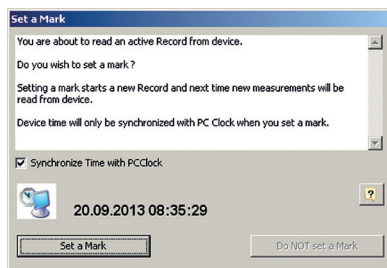 Set a Mark
You are about to read an active Record from device.
Do you wish to set a mark ?
Setting a mark starts a new Record and next time new measurements will be
read from device.
Device time will only be synchronized with PC Clock when you set a mark.
Synchronize Time with PCClock
?
20.09.2013 08:35:29
Set a Mark
Do NOT set a Mark